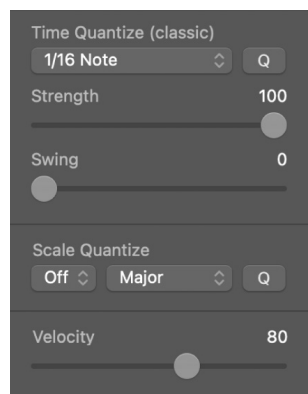 Time Quantize (classic)
1/16 Note Q
Strength 100
Swing 0
Scale Quantize
Off Major Q
Velocity 80